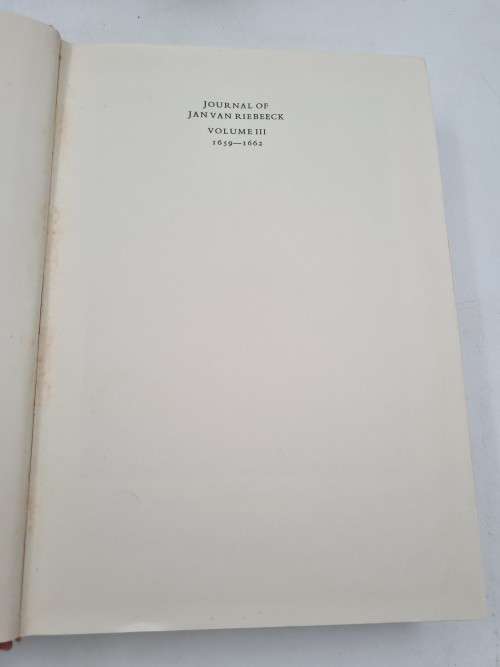 JOURNAL OF
JAN VAN RIEBEECK
VOLUME III
1659—1662